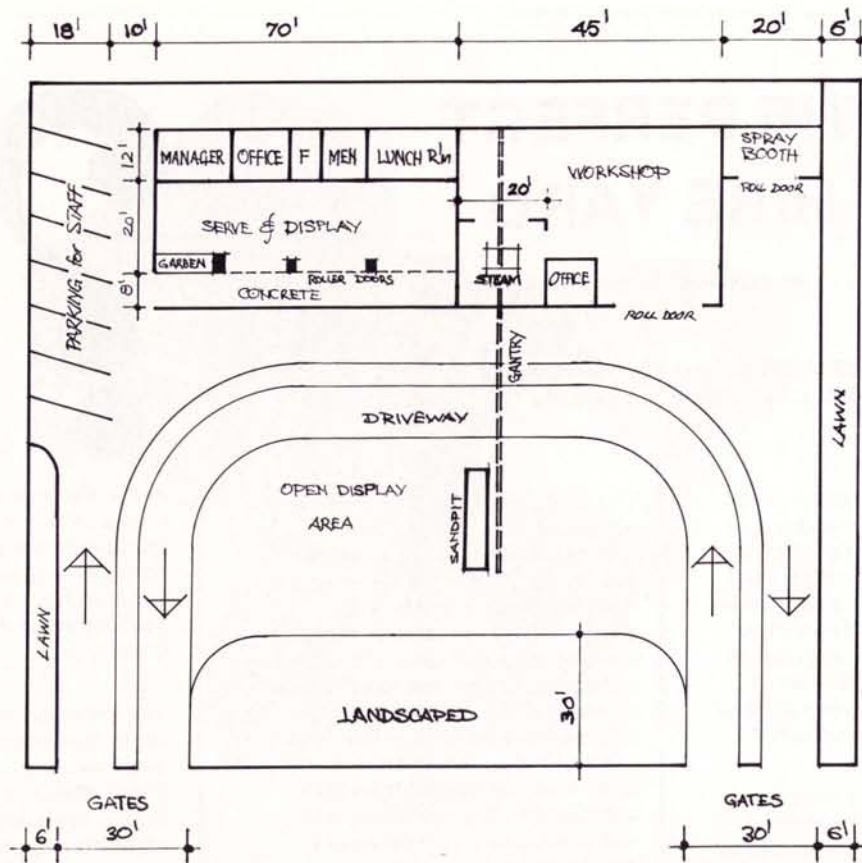 18' 10' 70' 45' 20' 6'
12'
20'
8'
MANAGER OFFICE F MEN LUNCH R'm
SPRAY
BOOTH
ROLL DOOR
WORKSHOP
20'
SERVE & DISPLAY
GARDEN
ROLLER DOORS
CONCRETE
STEAM
OFFICE
ROLL DOOR
PARKING for STAFF
GANTRY
DRIVEWAY
LAWN
OPEN DISPLAY
AREA
SANDPIT
LAWN
LANDSCAPED
30'
GATES
GATES
6' 30' 30' 6'